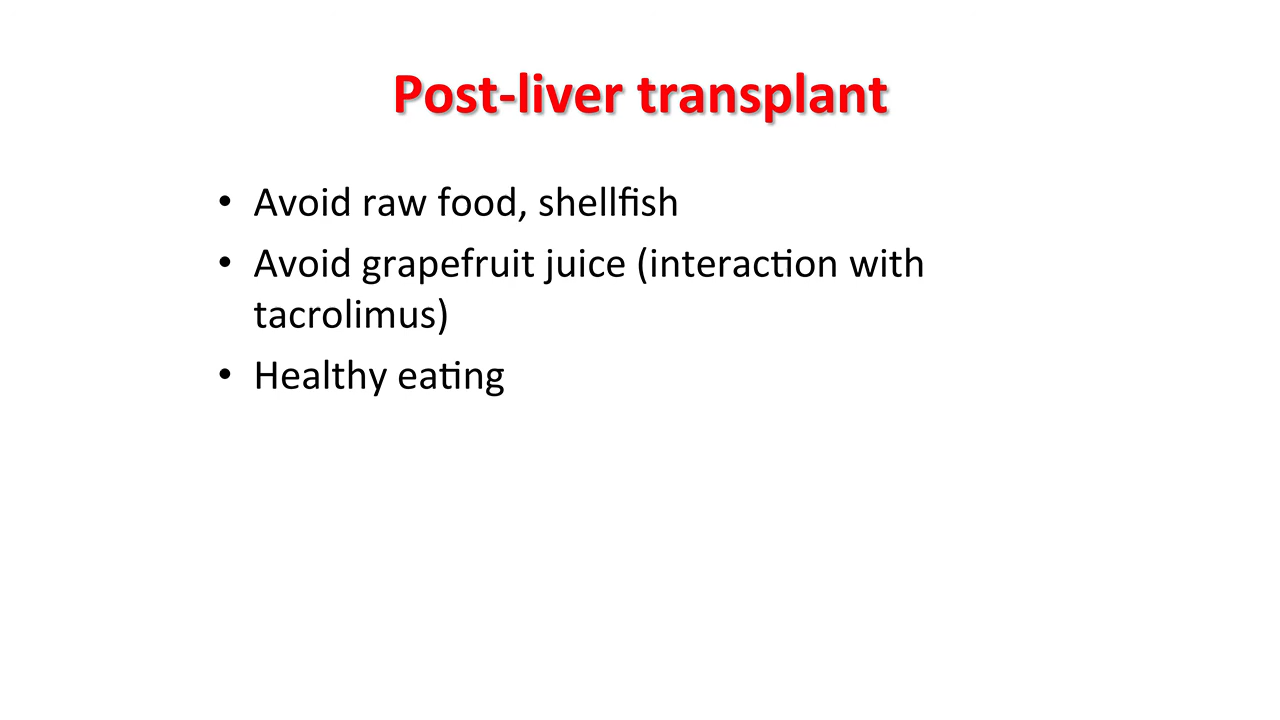 Post-liver transplant
• Avoid raw food, shellfish
• Avoid grapefruit juice (interaction with
tacrolimus)
• Healthy eating